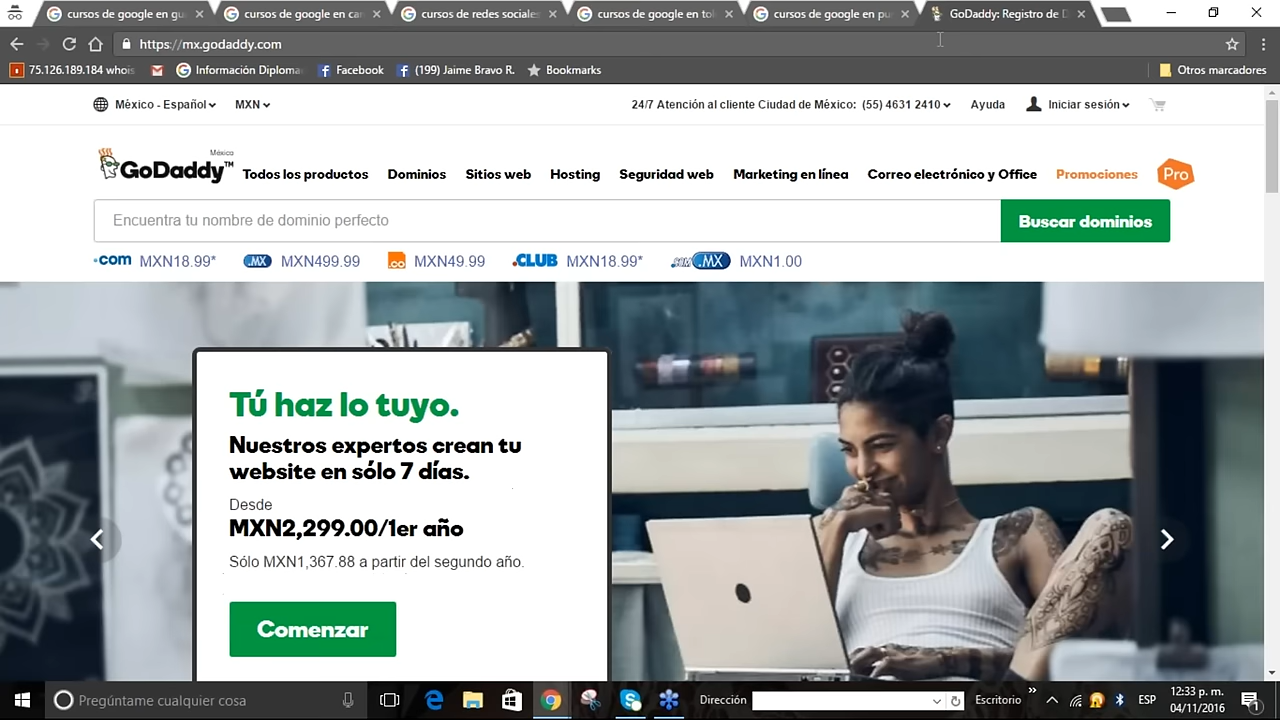 cursos de google en gu
cursos de google en can
cursos de redes sociales
cursos de google en tol
cursos de google en pu
GoDaddy: Registro de D
https://mx.godaddy.com
75.126.189.184 whois
Información Diploma
Facebook
(199) Jaime Bravo R.
Bookmarks
Otros marcadores
México - Español
MXN
24/7 Atención al cliente Ciudad de México: (55) 4631 2410
Ayuda
Iniciar sesión
México
GoDaddy™
Todos los productos
Dominios
Sitios web
Hosting
Seguridad web
Marketing en línea
Correo electrónico y Office
Promociones
Pro
Encuentra tu nombre de dominio perfecto
Buscar dominios
.com MXN18.99*
.MX MXN499.99
MXN49.99
.CLUB MXN18.99*
.COM.MX MXN1.00
Tú haz lo tuyo.
Nuestros expertos crean tu
website en sólo 7 días.
Desde
MXN2,299.00/1er año
Sólo MXN1,367.88 a partir del segundo año.
Comenzar
Pregúntame cualquier cosa
Dirección
Escritorio
ESP
12:33 p. m.
04/11/2016